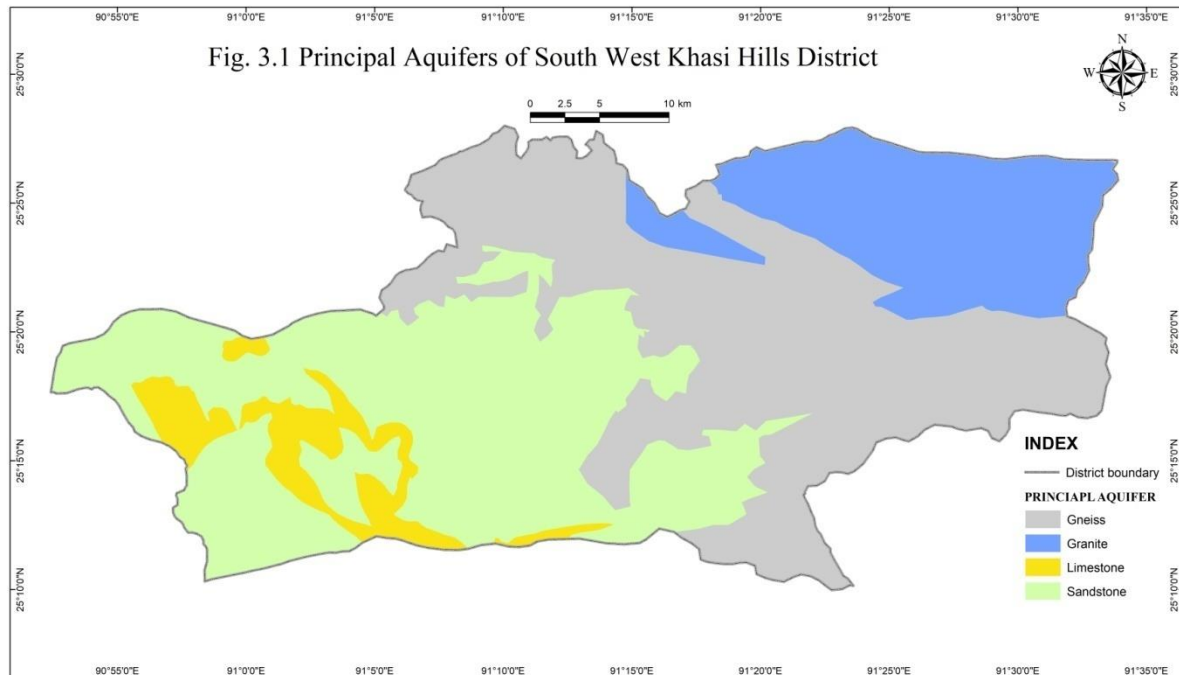 90°55'0"E 91°0'0"E 91°5'0"E 91°10'0"E 91°15'0"E 91°20'0"E 91°25'0"E 91°30'0"E 91°35'0"E
Fig. 3.1 Principal Aquifers of South West Khasi Hills District
N
W E
S
0 2.5 5 10 km
25°30'0"N 25°30'0"N
25°25'0"N 25°25'0"N
25°20'0"N 25°20'0"N
25°15'0"N 25°15'0"N
25°10'0"N 25°10'0"N
INDEX
District boundary
PRINCIAPL AQUIFER
Gneiss
Granite
Limestone
Sandstone
90°55'0"E 91°0'0"E 91°5'0"E 91°10'0"E 91°15'0"E 91°20'0"E 91°25'0"E 91°30'0"E 91°35'0"E